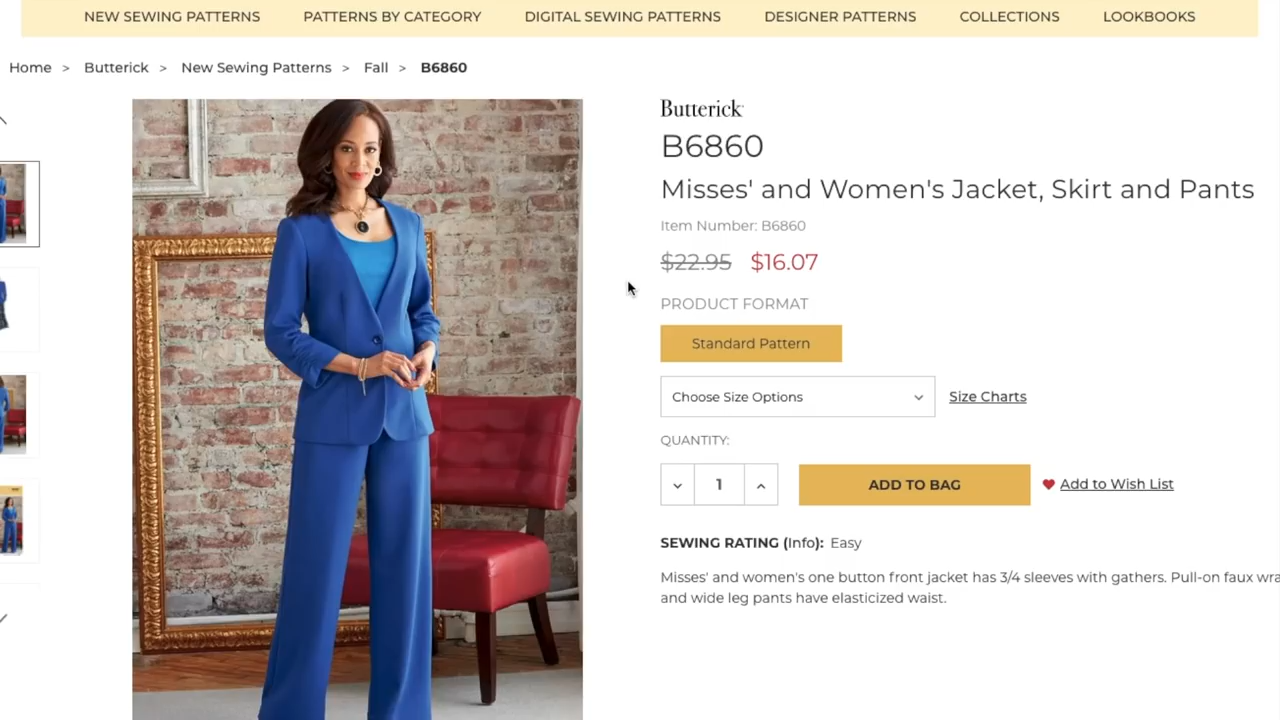 NEW SEWING PATTERNS PATTERNS BY CATEGORY DIGITAL SEWING PATTERNS DESIGNER PATTERNS COLLECTIONS LOOKBOOKS
Home > Butterick > New Sewing Patterns > Fall > B6860
Butterick
B6860
Misses' and Women's Jacket, Skirt and Pants
Item Number: B6860
$22.95 $16.07
PRODUCT FORMAT
Standard Pattern
Choose Size Options Size Charts
QUANTITY:
1 ADD TO BAG Add to Wish List
SEWING RATING (Info): Easy
Misses' and women's one button front jacket has 3/4 sleeves with gathers. Pull-on faux wra
and wide leg pants have elasticized waist.